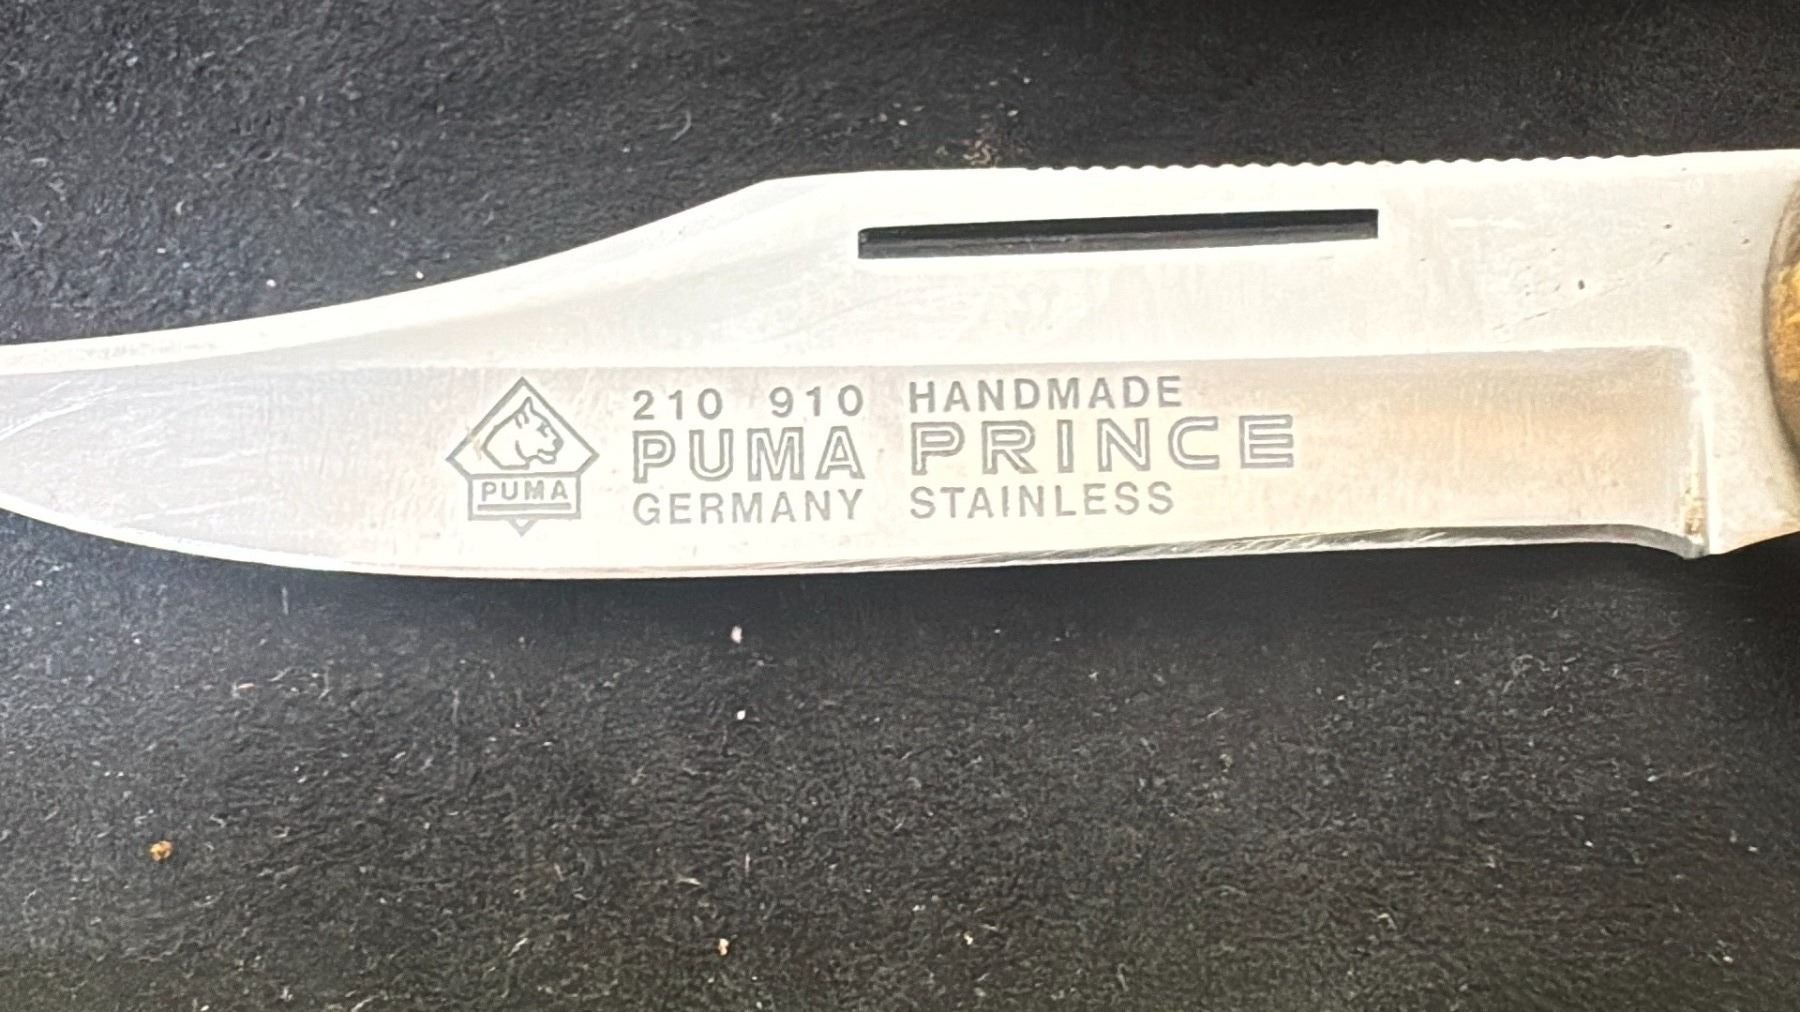 PUMA
210 910 HANDMADE
PUMA PRINCE
GERMANY STAINLESS